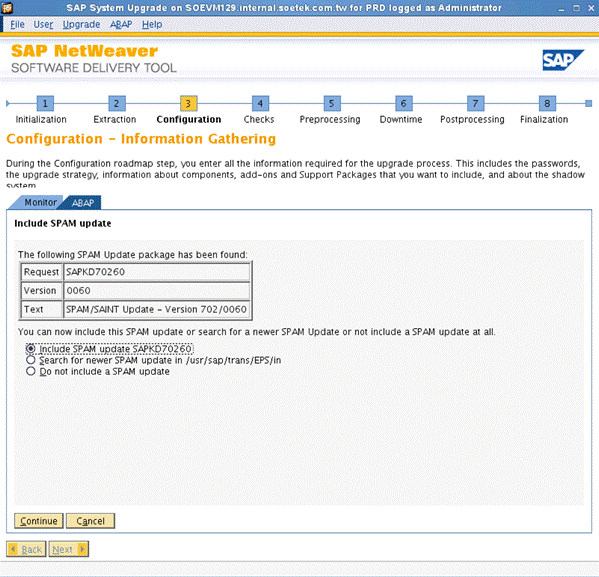 SAP System Upgrade on SOEVM129.internal.soetek.com.tw for PRD logged as Administrator
File User Upgrade ABAP Help
SAP NetWeaver
SOFTWARE DELIVERY TOOL
SAP
1 2 3 4 5 6 7 8
Initialization Extraction Configuration Checks Preprocessing Downtime Postprocessing Finalization
Configuration - Information Gathering
During the Configuration roadmap step, you enter all the information required for the upgrade process. This includes the passwords,
the upgrade strategy, information about components, add-ons and Support Packages that you want to include, and about the shadow
system.
Monitor ABAP
Include SPAM update
The following SPAM Update package has been found:
Request SAPKD70260
Version 0060
Text SPAM/SAINT Update - Version 702/0060
You can now include this SPAM update or search for a newer SPAM Update or not include a SPAM update at all.
Include SPAM update SAPKD70260
Search for newer SPAM update in /usr/sap/trans/EPS/in
Do not include a SPAM update
Continue Cancel
Back Next